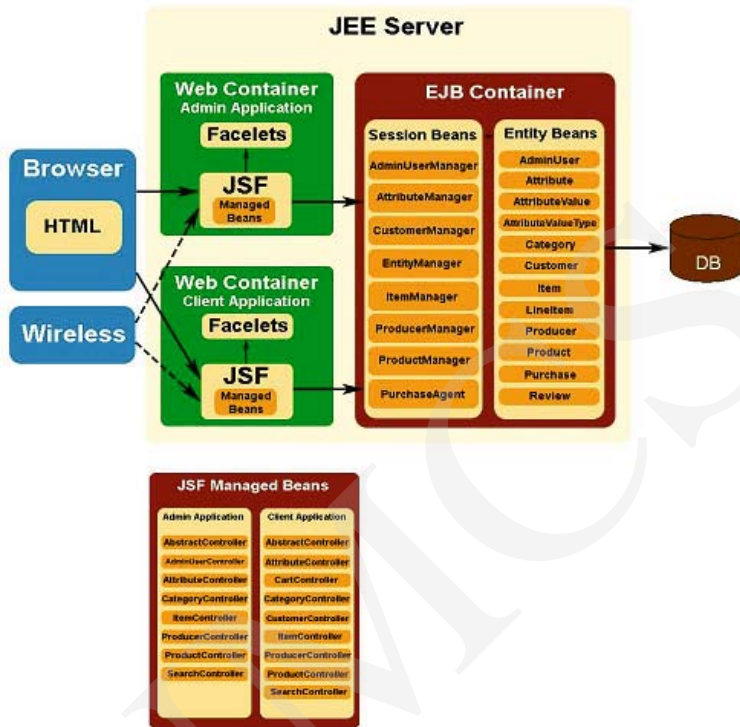 JEE Server
Web Container
Admin Application
Facelets
JSF
Managed
Beans
Browser
HTML
Wireless
Web Container
Client Application
Facelets
JSF
Managed
Beans
EJB Container
Session Beans
AdminUserManager
AttributeManager
CustomerManager
EntityManager
ItemManager
ProducerManager
ProductManager
PurchaseAgent
Entity Beans
AdminUser
Attribute
AttributeValue
AttributeValueType
Category
Customer
Item
LineItem
Producer
Product
Purchase
Review
DB
JSF Managed Beans
Admin Application
AbstractController
AdminUserController
AttributeController
CategoryController
ItemController
ProducerController
ProductController
SearchController
Client Application
AbstractController
AttributeController
CartController
CategoryController
CustomerController
ItemController
ProducerController
ProductController
SearchController